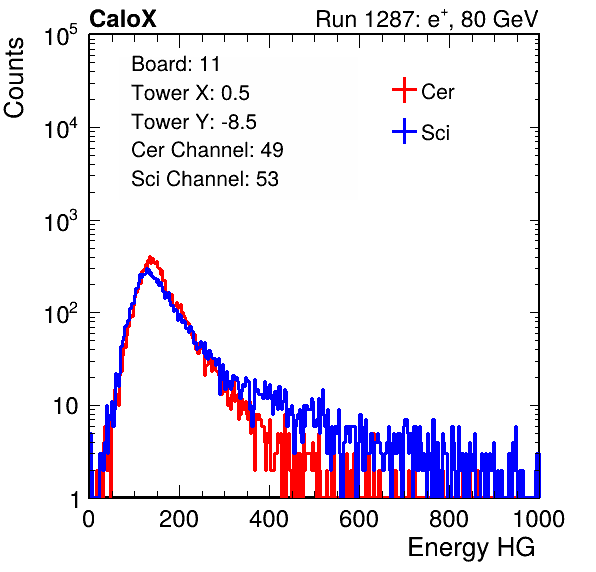 CaloX Run 1287: e⁺, 80 GeV
Counts
10⁵
10⁴
10³
10²
10
1
Board: 11
Tower X: 0.5
Tower Y: -8.5
Cer Channel: 49
Sci Channel: 53
Cer
Sci
0 200 400 600 800 1000
Energy HG